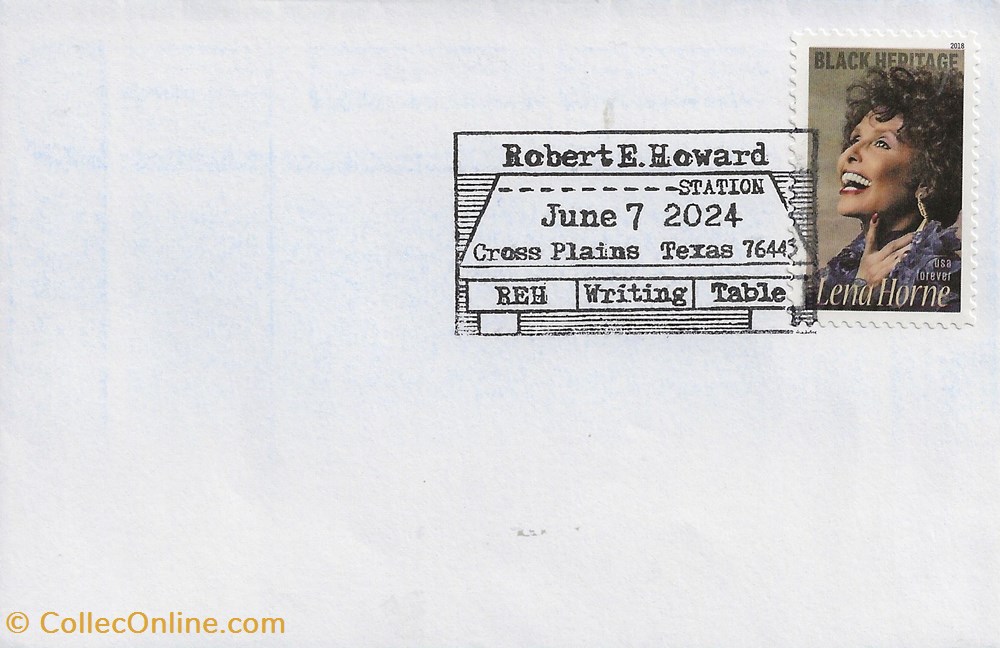 2018
BLACK HERITAGE
Robert E. Howard
----------STATION
June 7 2024
Cross Plains Texas 76443
REH Writing Table
usa
forever
Lena Horne
© CollecOnline.com